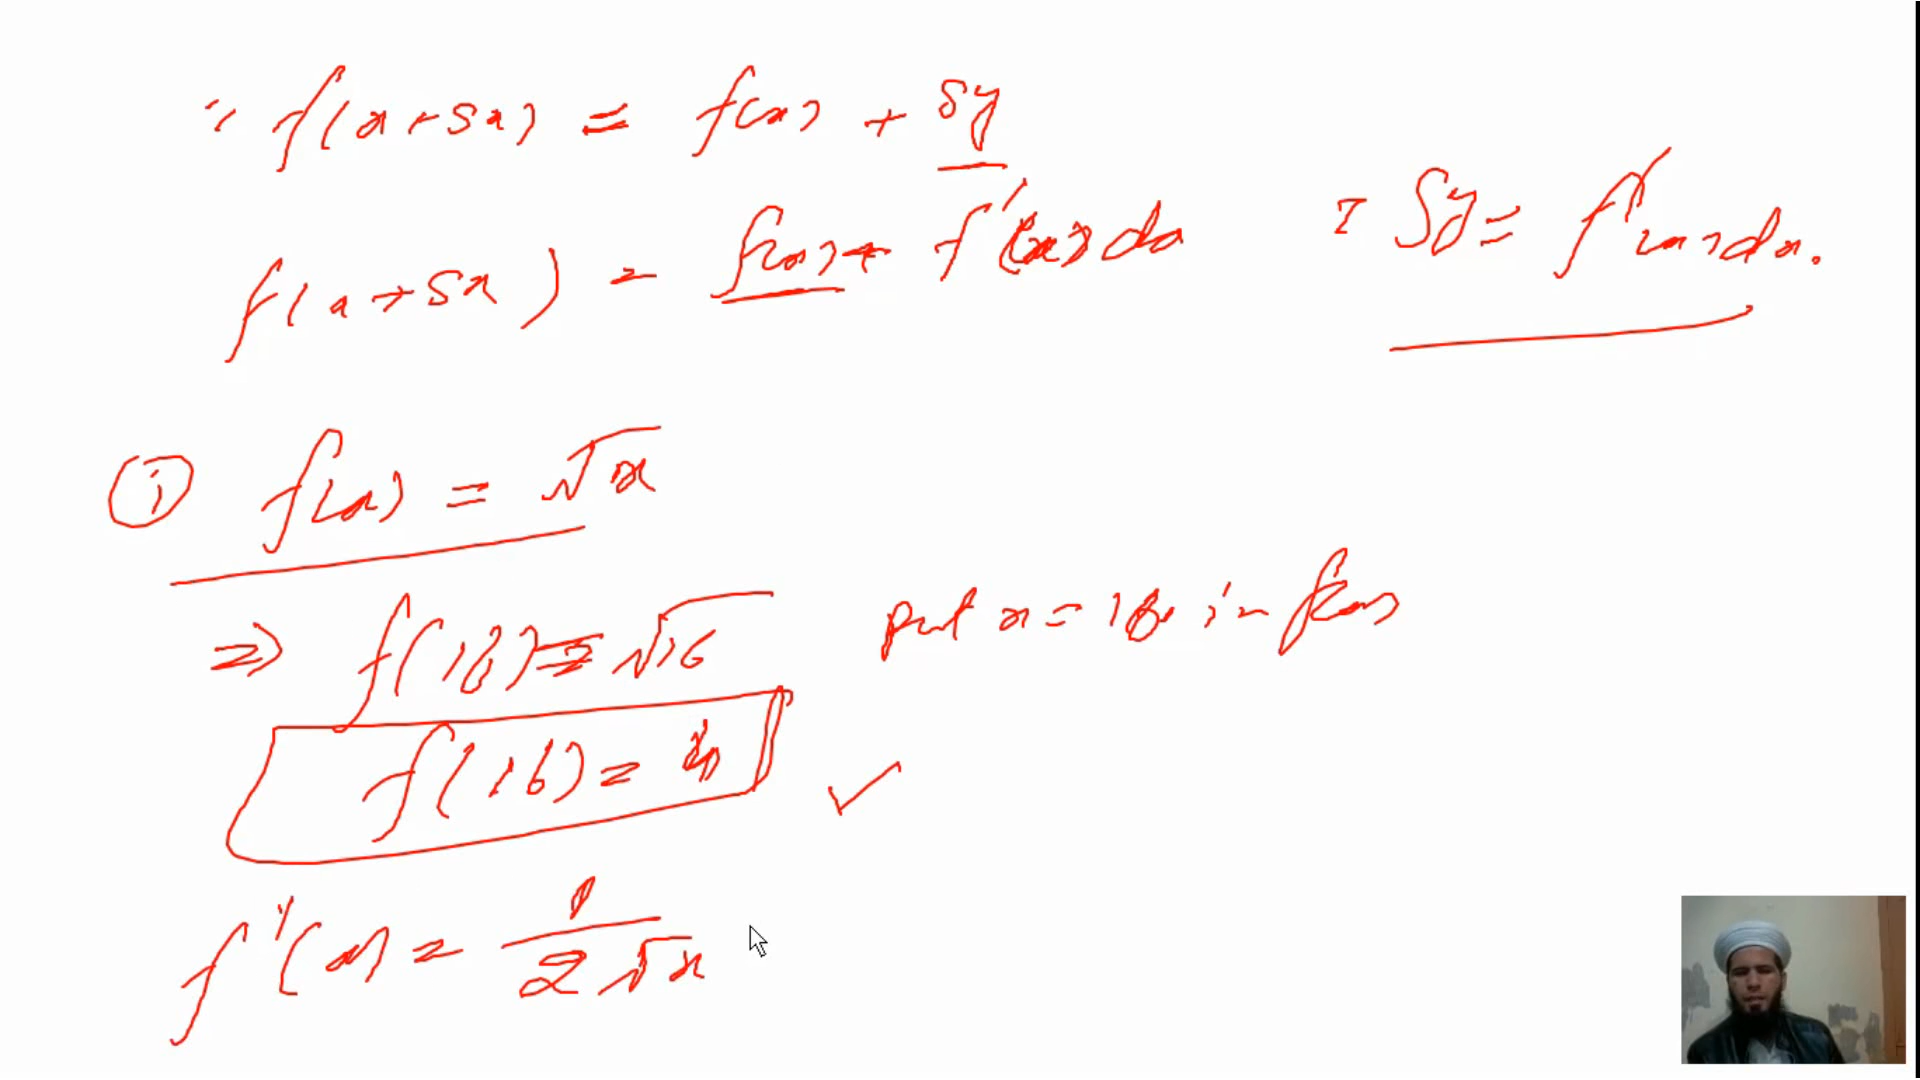 ∵ f(x+δx) = f(x) + δy
f(x+δx) = f(x) + f'(x)dx ∵ δy = f'(x)dx.
① f(x) = √x
⇒ f(16) = √16 put x = 16 in f(x)
f(16) = 4 ✓
f'(x) = 1/2√x